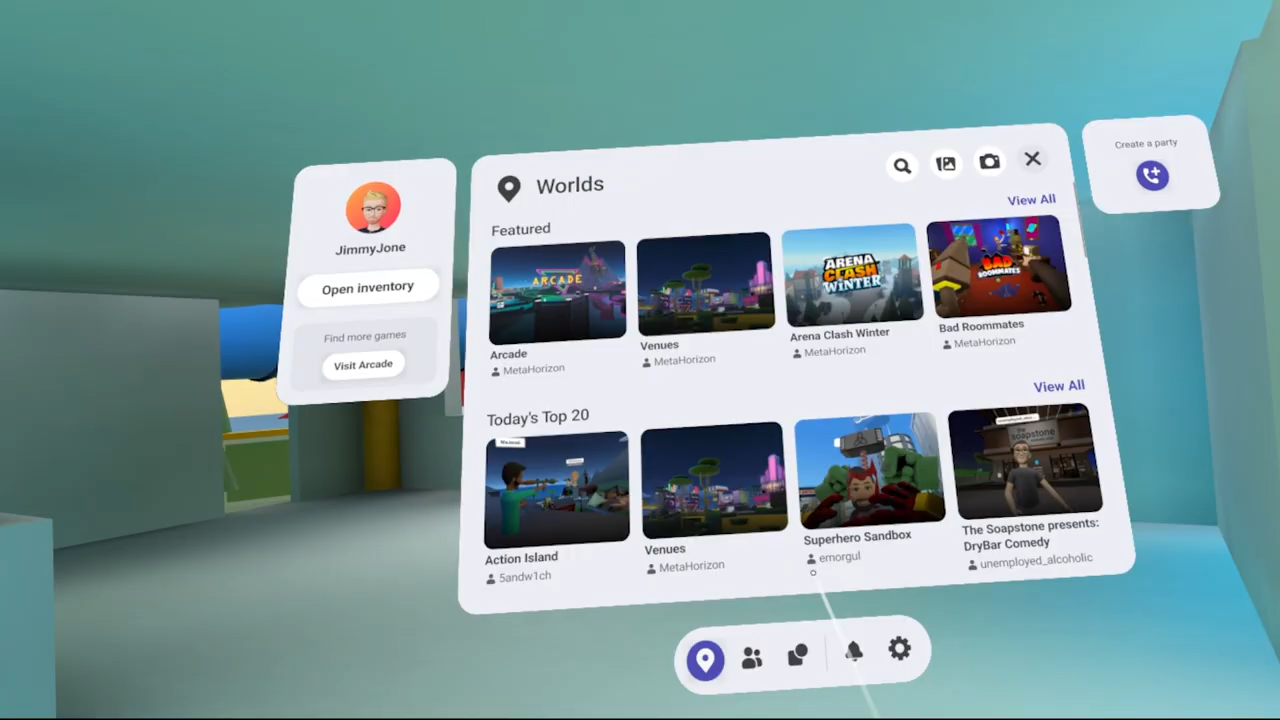 JimmyJone
Open inventory
Find more games
Visit Arcade
Worlds
Featured
View All
ARCADE
ARENA
CLASH
WINTER
BAD
ROOMMATES
Arcade
MetaHorizon
Venues
MetaHorizon
Arena Clash Winter
MetaHorizon
Bad Roommates
MetaHorizon
Today's Top 20
View All
the
soapstone
Action Island
5andw1ch
Venues
MetaHorizon
Superhero Sandbox
emorgul
The Soapstone presents:
DryBar Comedy
unemployed_alcoholic
Create a party